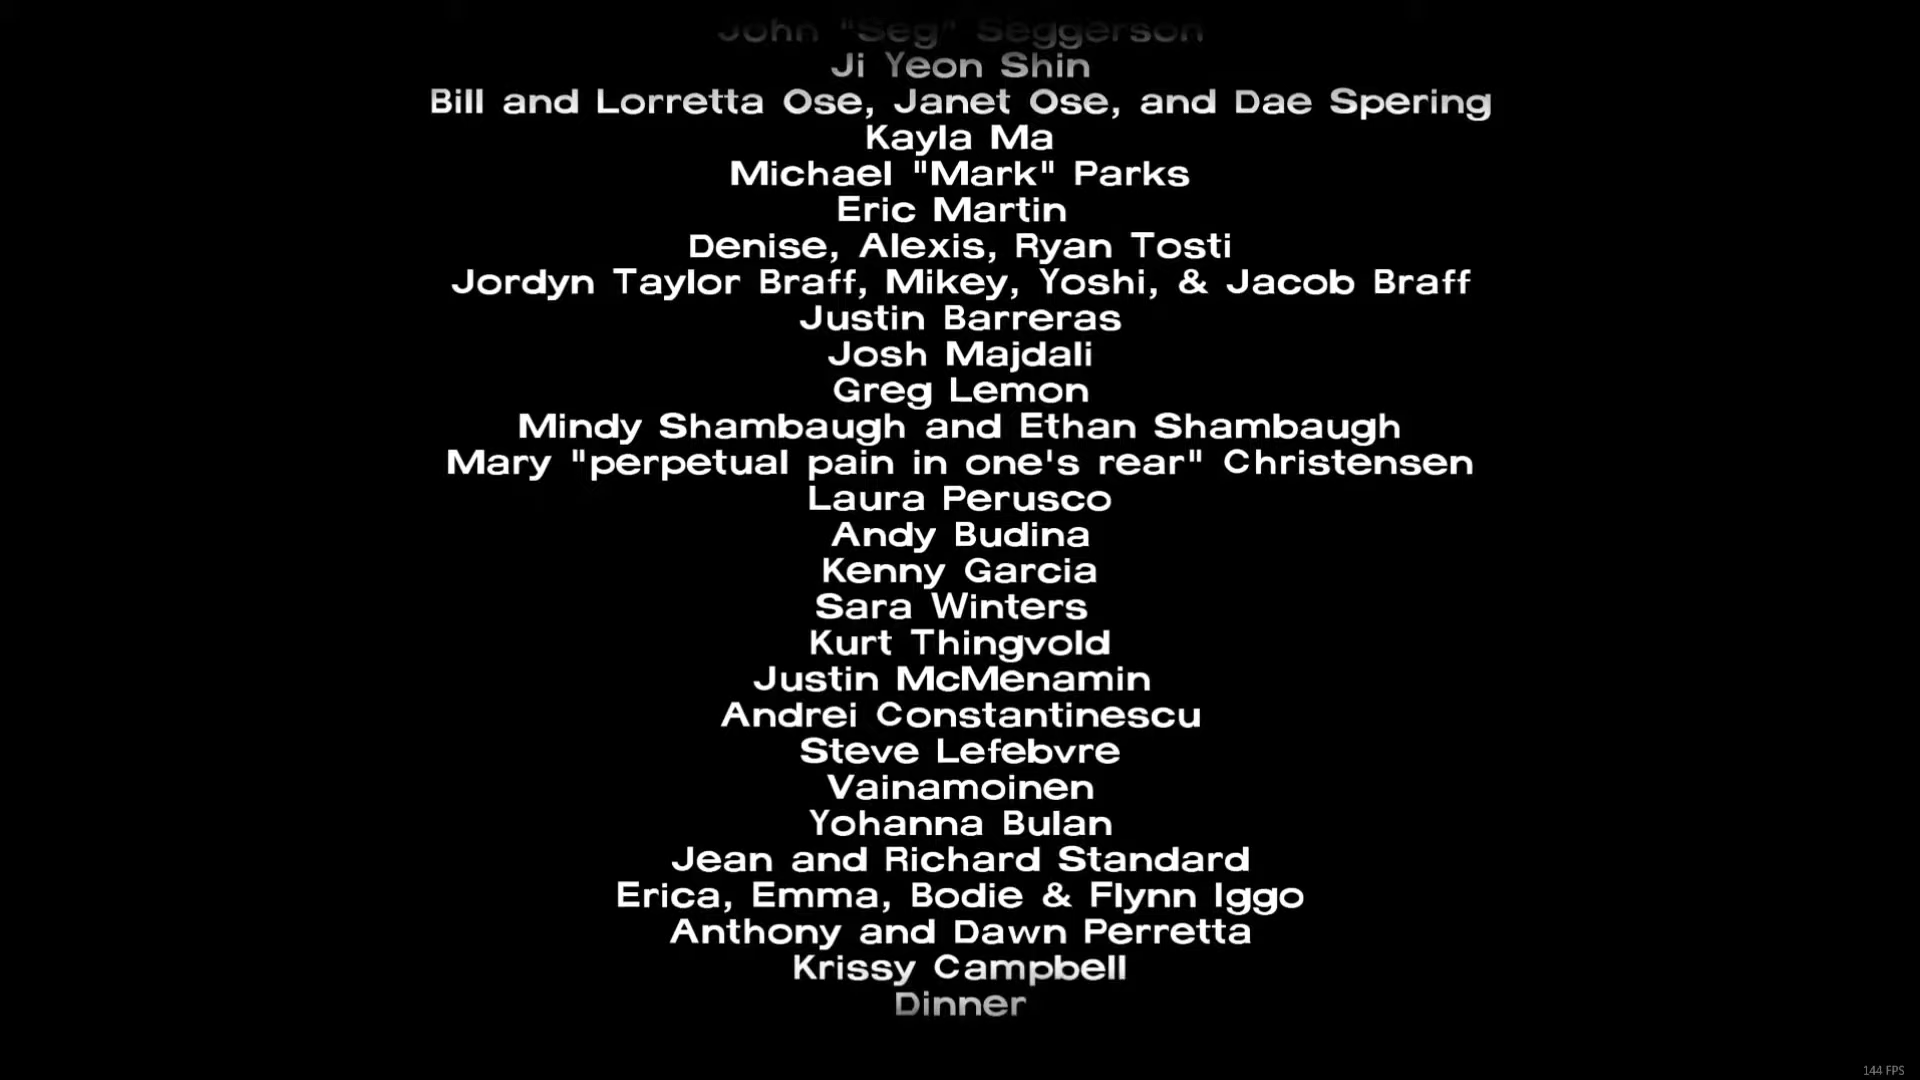 John "Seg" Seggerson
Ji Yeon Shin
Bill and Lorretta Ose, Janet Ose, and Dae Spering
Kayla Ma
Michael "Mark" Parks
Eric Martin
Denise, Alexis, Ryan Tosti
Jordyn Taylor Braff, Mikey, Yoshi, & Jacob Braff
Justin Barreras
Josh Majdali
Greg Lemon
Mindy Shambaugh and Ethan Shambaugh
Mary "perpetual pain in one's rear" Christensen
Laura Perusco
Andy Budina
Kenny Garcia
Sara Winters
Kurt Thingvold
Justin McMenamin
Andrei Constantinescu
Steve Lefebvre
Vainamoinen
Yohanna Bulan
Jean and Richard Standard
Erica, Emma, Bodie & Flynn Iggo
Anthony and Dawn Perretta
Krissy Campbell
Dinner
144 FPS